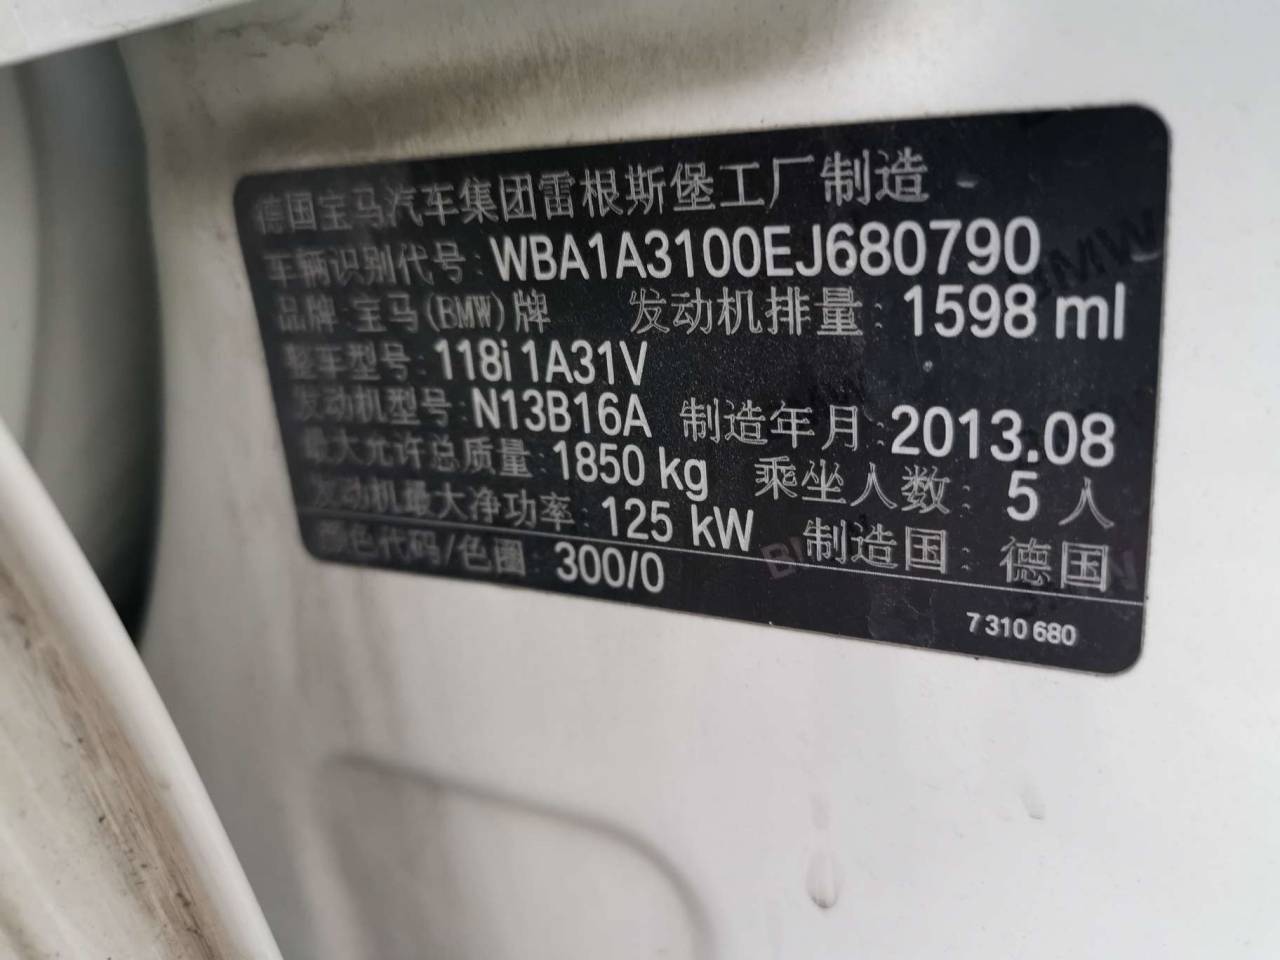 德国宝马汽车集团雷根斯堡工厂制造
车辆识别代号: WBA1A3100EJ680790
品牌: 宝马(BMW)牌 发动机排量: 1598 ml
整车型号: 118i 1A31V
发动机型号: N13B16A 制造年月: 2013.08
最大允许总质量: 1850 kg 乘坐人数: 5 人
发动机最大净功率: 125 kW 制造国: 德国
颜色代码/色圈: 300/0
7 310 680